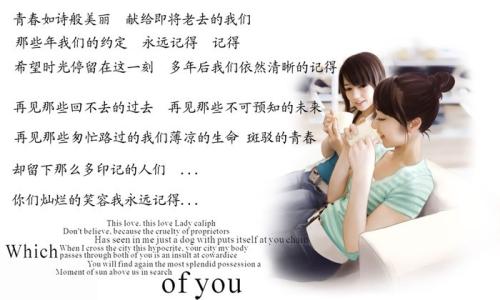 青春如诗般美丽 献给即将老去的我们
那些年我们的约定 永远记得 记得
希望时光停留在这一刻 多年后我们依然清晰的记得
再见那些回不去的过去 再见那些不可预知的未来
再见那些匆忙路过的我们薄凉的生命 斑驳的青春
却留下那么多印记的人们 ...
你们灿烂的笑容我永远记得...
This love. this love Lady caliph
Don't believe, because the cruelty of proprietors
Has seen in me just a dog with puts itself at you chain
Which
When I cross the city this hypocrite, your city my body
passes through both of you is an insult at cowardice
You will find again the most splendid possession a
Moment of sun above us in search
of you